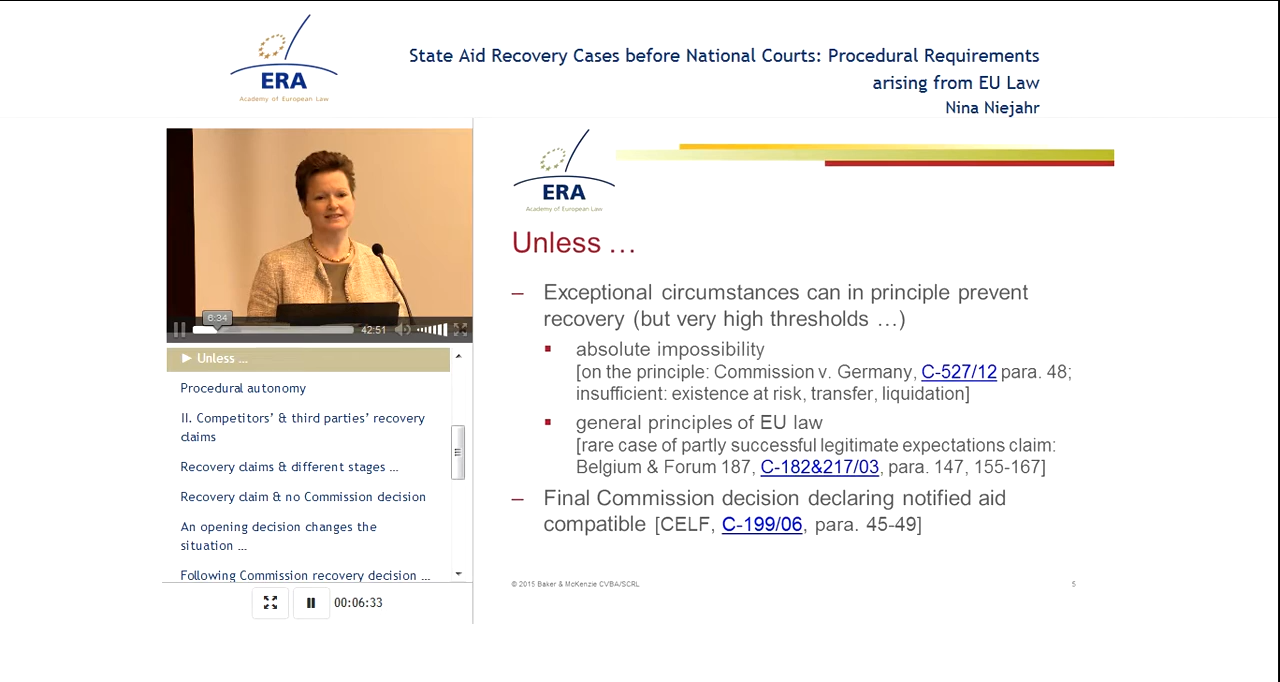 ERA
Academy of European Law
State Aid Recovery Cases before National Courts: Procedural Requirements
arising from EU Law
Nina Niejahr
6:34
42:51
► Unless ...
Procedural autonomy
II. Competitors’ & third parties’ recovery
claims
Recovery claims & different stages ...
Recovery claim & no Commission decision
An opening decision changes the
situation ...
Following Commission recovery decision ...
00:06:33
ERA
Academy of European Law
Unless …
– Exceptional circumstances can in principle prevent
recovery (but very high thresholds …)
▪ absolute impossibility
[on the principle: Commission v. Germany, C-527/12 para. 48;
insufficient: existence at risk, transfer, liquidation]
▪ general principles of EU law
[rare case of partly successful legitimate expectations claim:
Belgium & Forum 187, C-182&217/03, para. 147, 155-167]
– Final Commission decision declaring notified aid
compatible [CELF, C-199/06, para. 45-49]
© 2015 Baker & McKenzie CVBA/SCRL
5